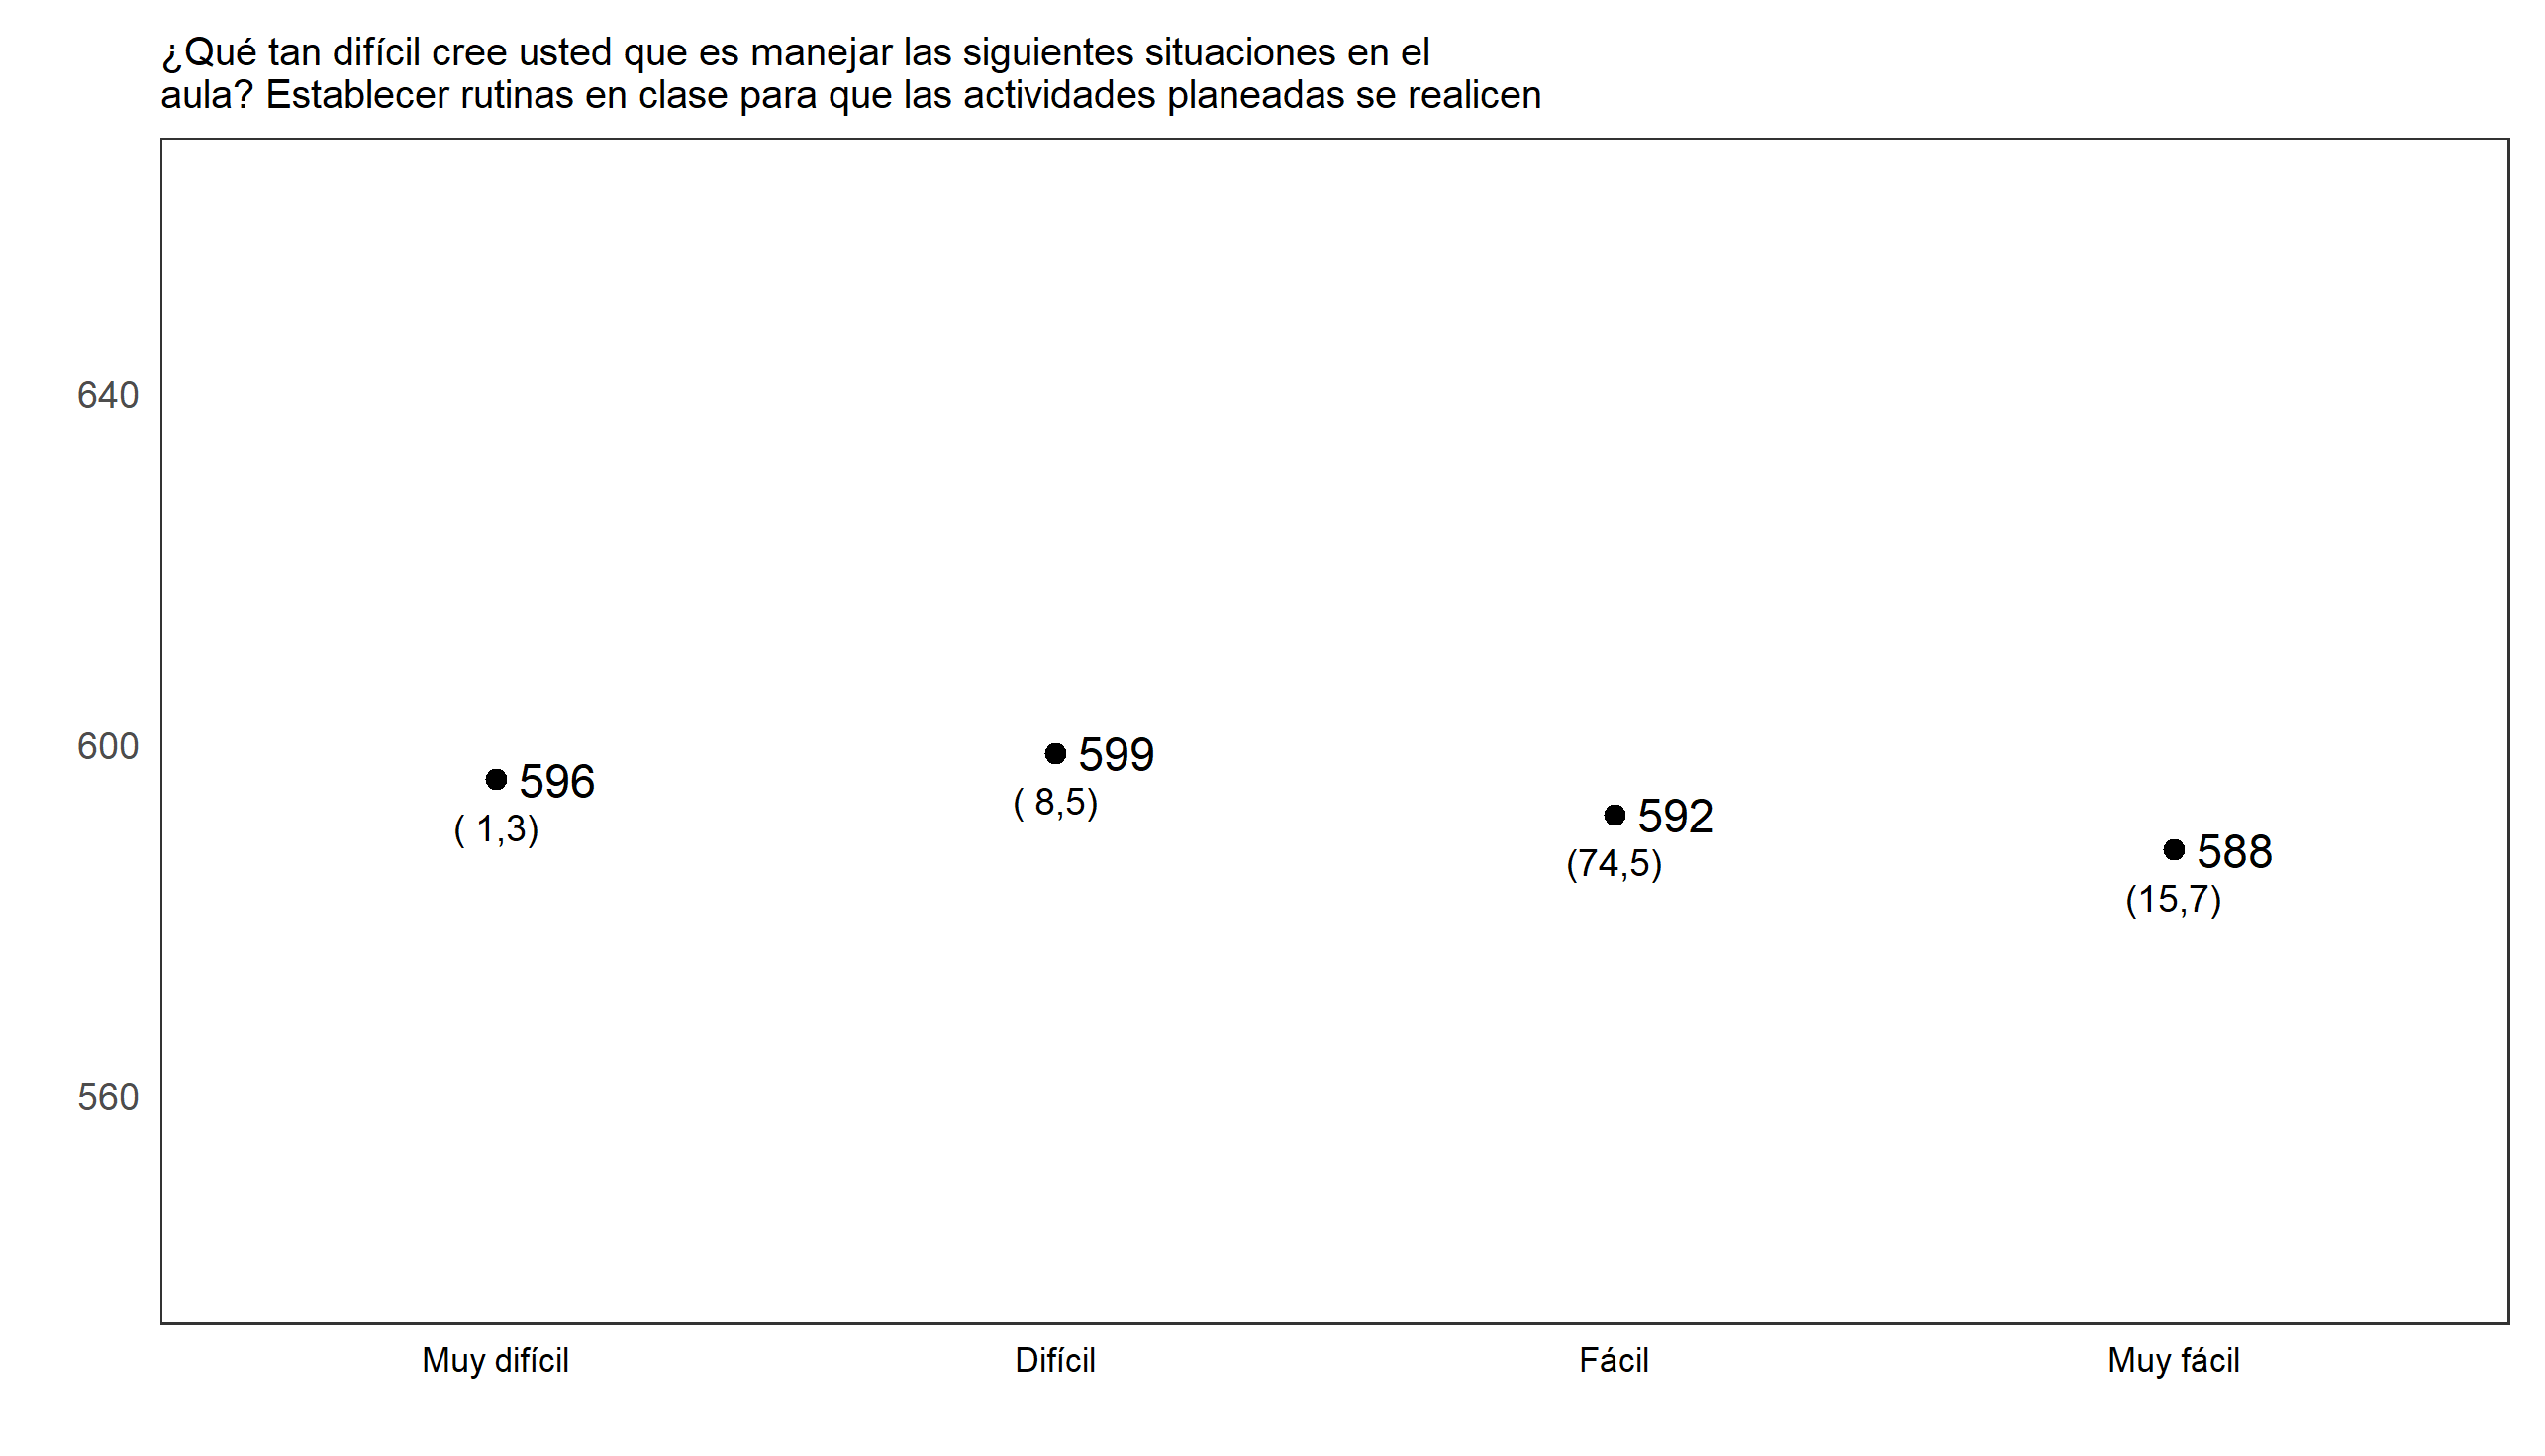 ¿Qué tan difícil cree usted que es manejar las siguientes situaciones en el
aula? Establecer rutinas en clase para que las actividades planeadas se realicen
640
600
560
596
( 1,3)
599
( 8,5)
592
(74,5)
588
(15,7)
Muy difícil
Difícil
Fácil
Muy fácil